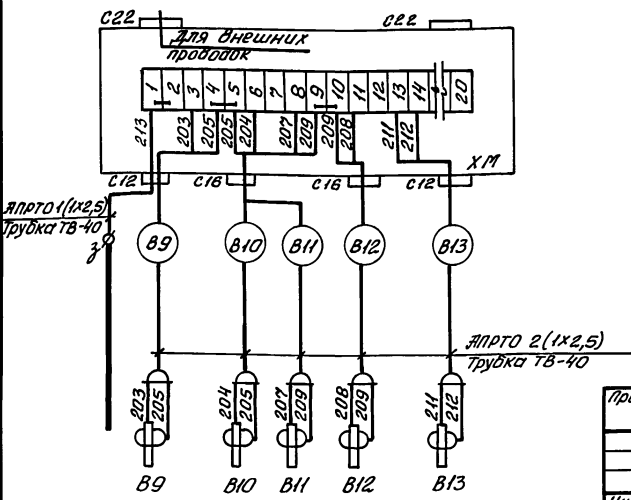 С22
С22
Для внешних
проводок
1 2 3 4 5 6 7 8 9 10 11 12 13 14 20
213 203 205 205 204 207 209 209 208 211 212
ХМ
С12 С16 С16 С12
АПРТО 1(1х2,5)
Трубка ТВ-40
В9 В10 В11 В12 В13
АПРТО 2(1х2,5)
Трубка ТВ-40
203 205 204 205 207 209 208 209 211 212
В9 В10 В11 В12 В13